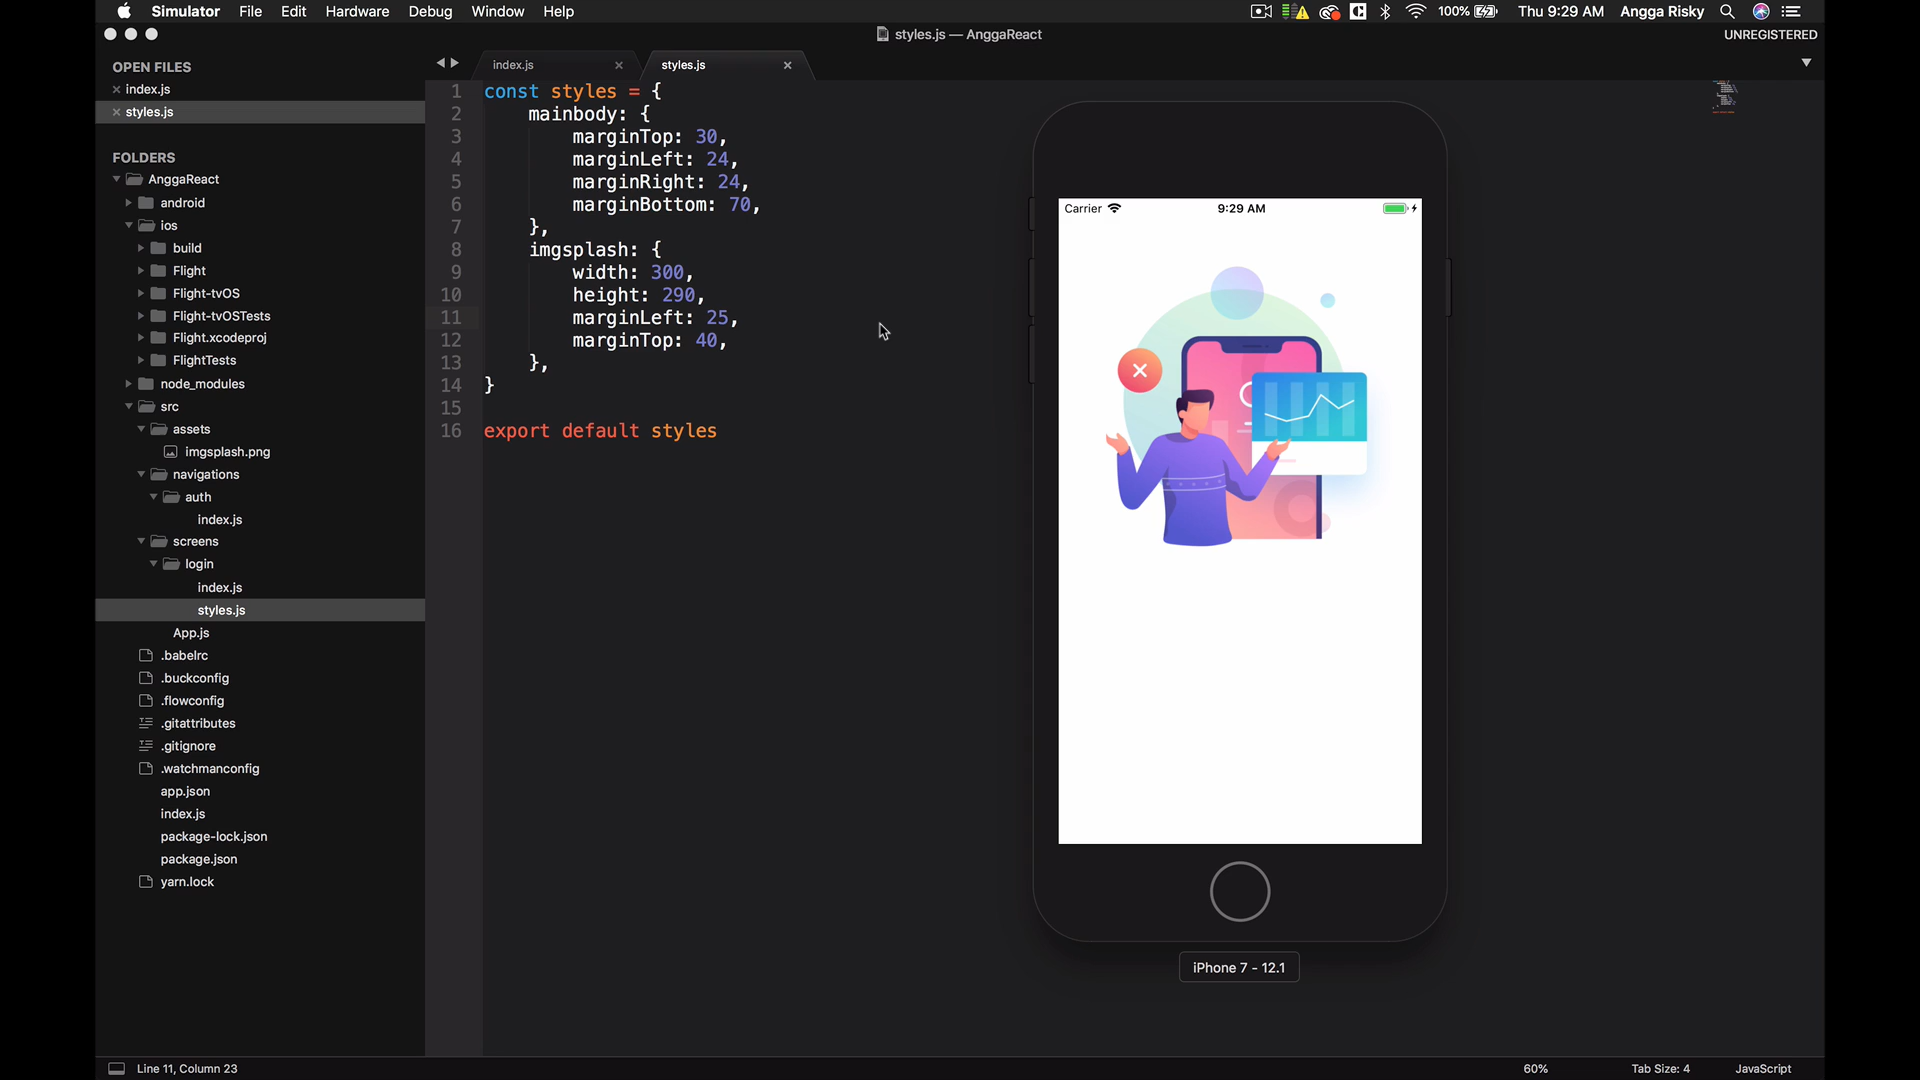 Simulator File Edit Hardware Debug Window Help 100% Thu 9:29 AM Angga Risky
styles.js — AnggaReact UNREGISTERED
OPEN FILES
index.js
styles.js
FOLDERS
AnggaReact
android
ios
build
Flight
Flight-tvOS
Flight-tvOSTests
Flight.xcodeproj
FlightTests
node_modules
src
assets
imgsplash.png
navigations
auth
index.js
screens
login
index.js
styles.js
App.js
.babelrc
.buckconfig
.flowconfig
.gitattributes
.gitignore
.watchmanconfig
app.json
index.js
package-lock.json
package.json
yarn.lock
index.js styles.js
1 const styles = {
2 mainbody: {
3 marginTop: 30,
4 marginLeft: 24,
5 marginRight: 24,
6 marginBottom: 70,
7 },
8 imgsplash: {
9 width: 300,
10 height: 290,
11 marginLeft: 25,
12 marginTop: 40,
13 },
14 }
15
16 export default styles
Carrier 9:29 AM
iPhone 7 - 12.1
Line 11, Column 23 60% Tab Size: 4 JavaScript